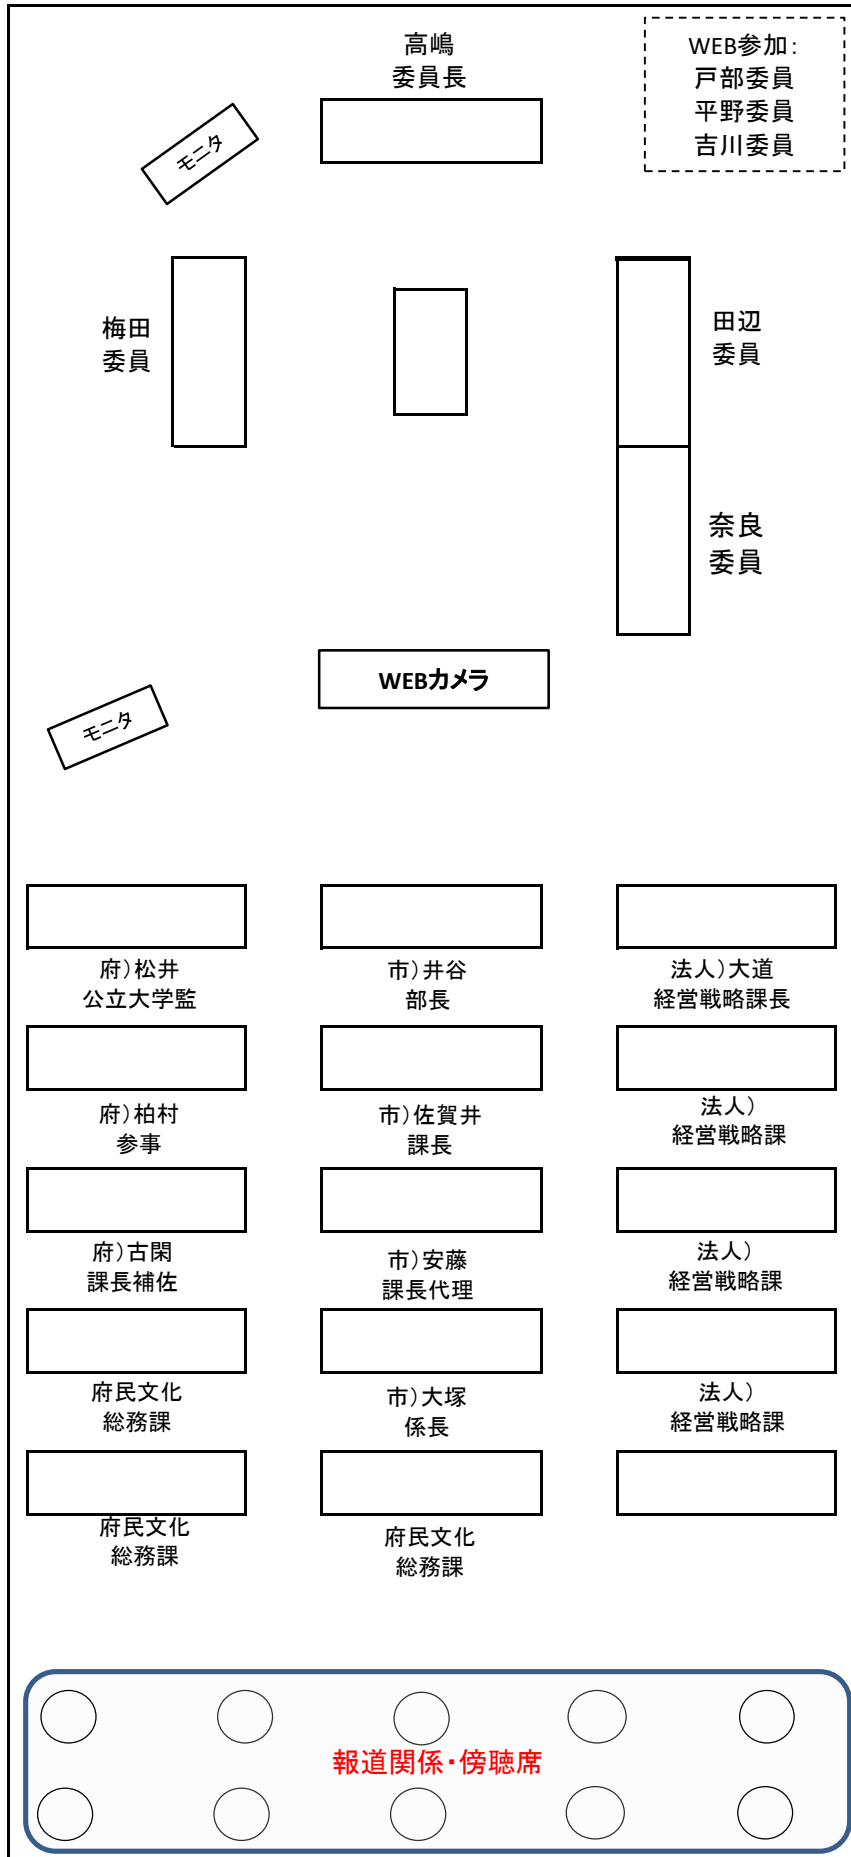 高嶋
委員長
WEB参加：
戸部委員
平野委員
吉川委員
モニタ
梅田
委員
田辺
委員
奈良
委員
WEBカメラ
モニタ
府）松井
公立大学監
市）井谷
部長
法人）大道
経営戦略課長
府）柏村
参事
市）佐賀井
課長
法人）
経営戦略課
府）古閑
課長補佐
市）安藤
課長代理
法人）
経営戦略課
府民文化
総務課
市）大塚
係長
法人）
経営戦略課
府民文化
総務課
府民文化
総務課
報道関係・傍聴席